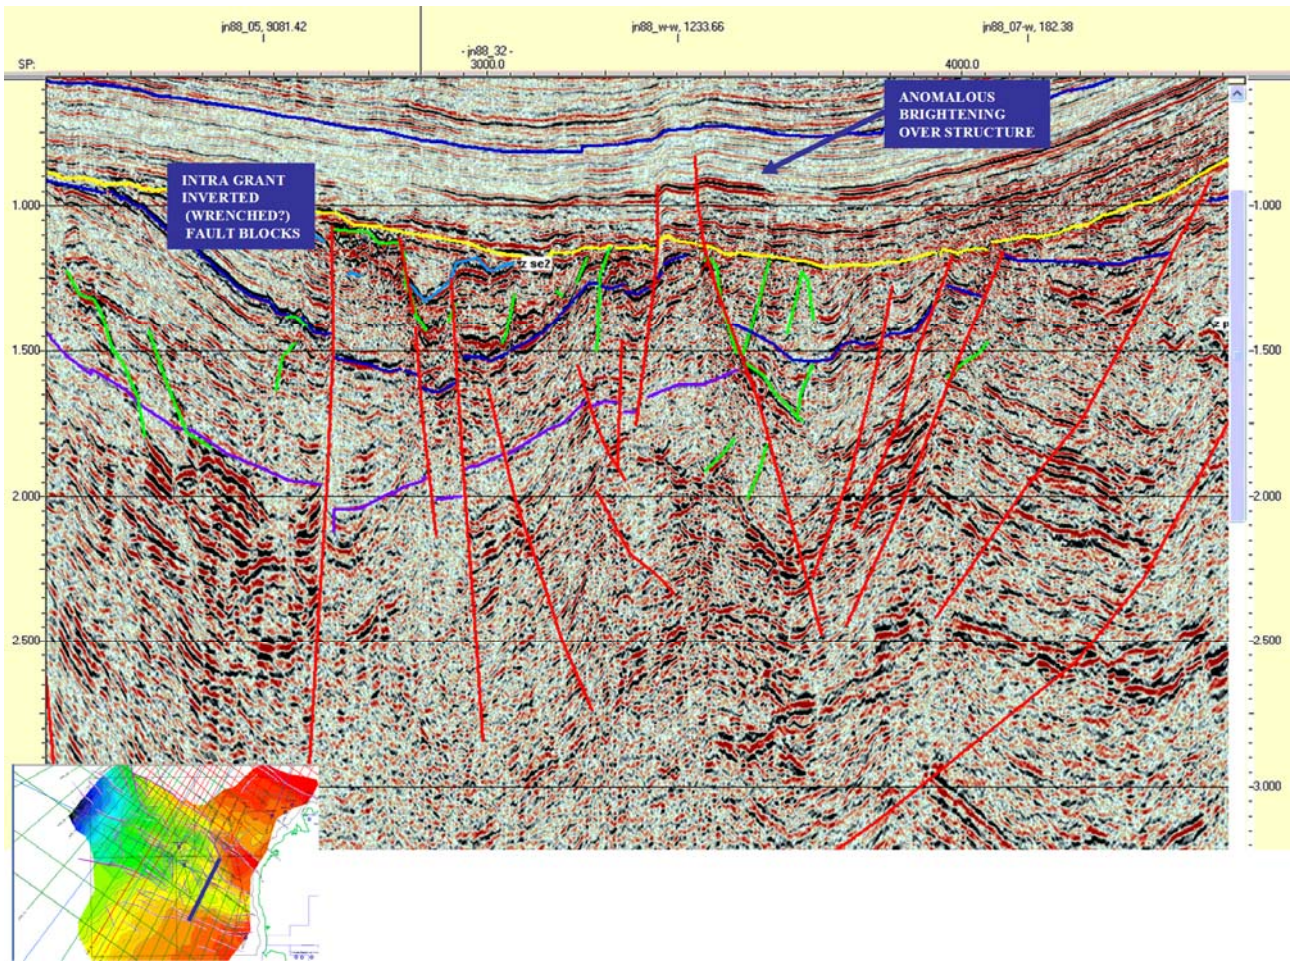 jn88_05, 9081.42
jn88_w-w, 1233.66
jn88_07-w, 182.38
- jn88_32 -
SP:
3000.0
4000.0
ANOMALOUS
BRIGHTENING
OVER STRUCTURE
INTRA GRANT
INVERTED
(WRENCHED?)
FAULT BLOCKS
z se2
z p
1.000
1.000
1.500
1.500
2.000
2.000
2.500
2.500
3.000